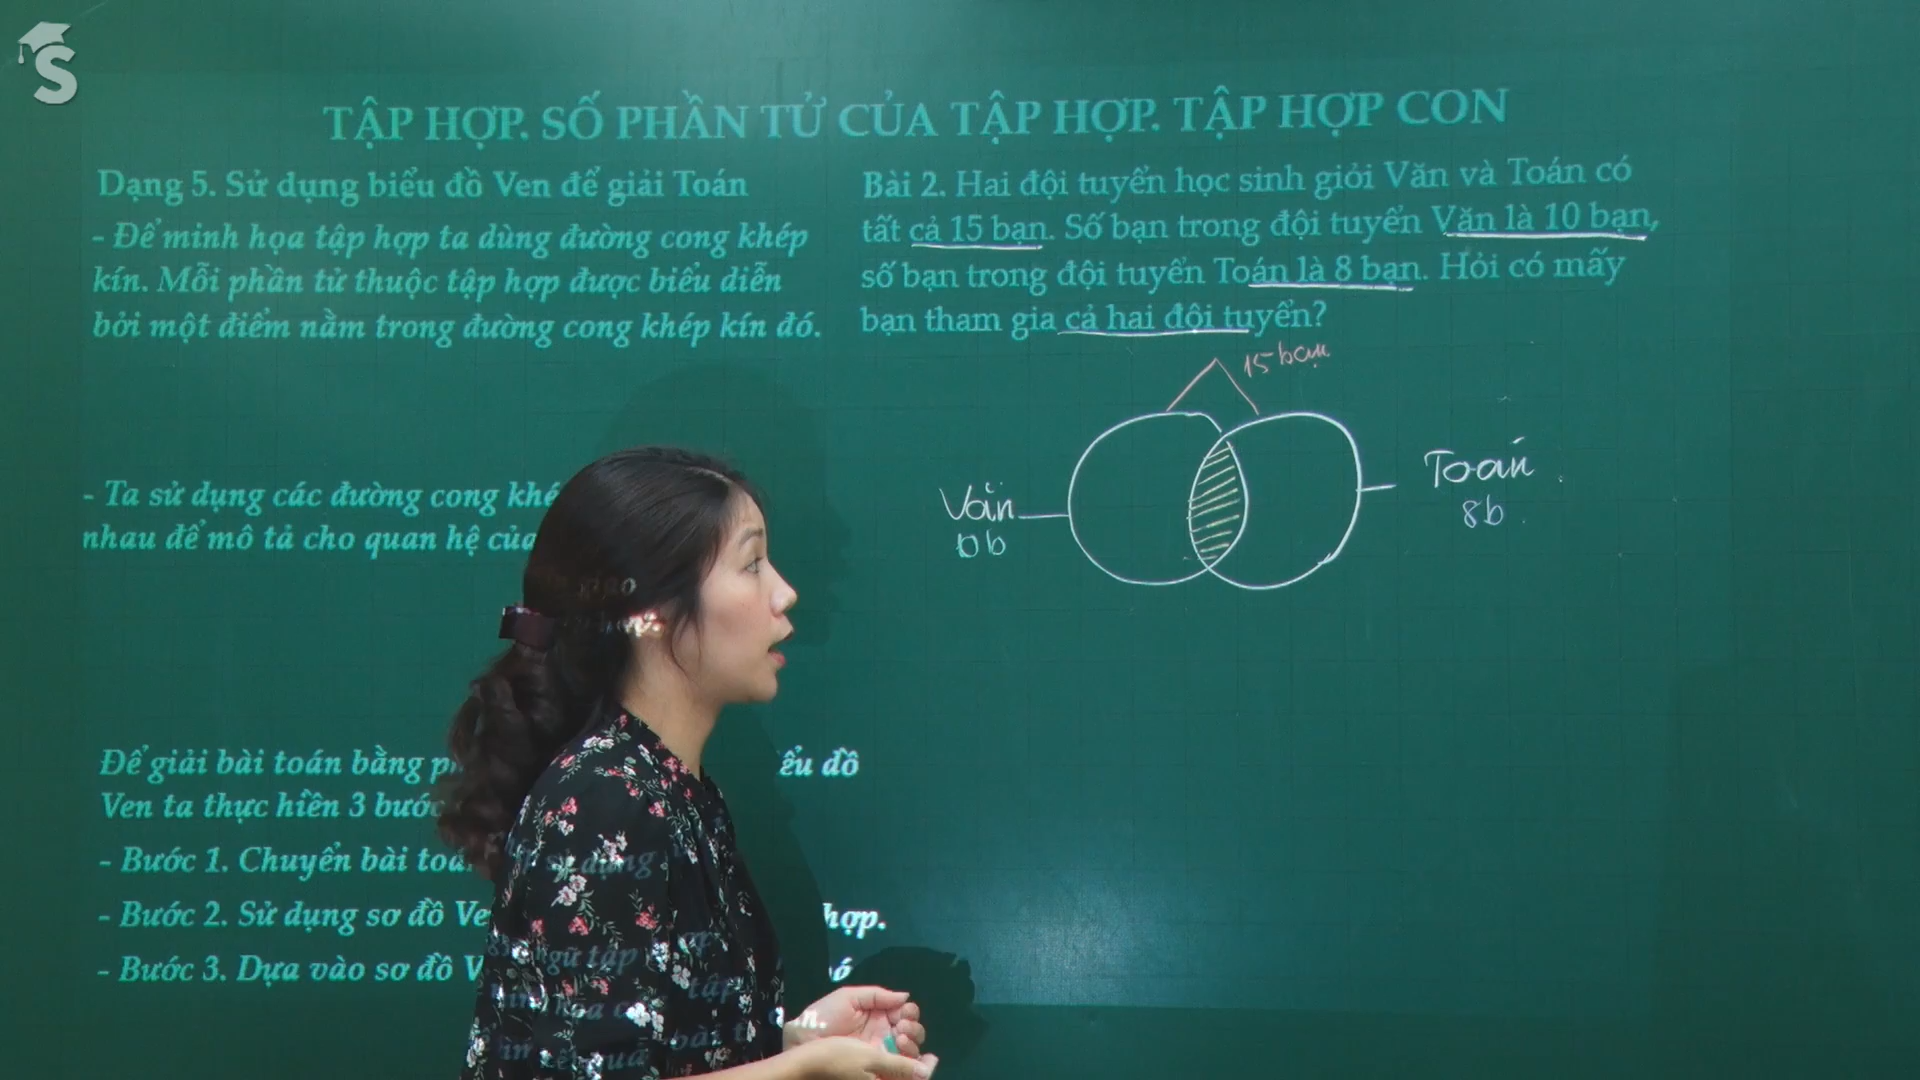 S
TẬP HỢP. SỐ PHẦN TỬ CỦA TẬP HỢP. TẬP HỢP CON
Dạng 5. Sử dụng biểu đồ Ven để giải Toán
- Để minh họa tập hợp ta dùng đường cong khép
kín. Mỗi phần tử thuộc tập hợp được biểu diễn
bởi một điểm nằm trong đường cong khép kín đó.
- Ta sử dụng các đường cong
nhau để mô tả cho quan hệ của
Để giải bài toán bằng
Ven ta thực hiện 3 bước
- Bước 1. Chuyển bài toán
- Bước 2. Sử dụng sơ đồ hợp.
- Bước 3. Dựa vào sơ đồ
Bài 2. Hai đội tuyển học sinh giỏi Văn và Toán có
tất cả 15 bạn. Số bạn trong đội tuyển Văn là 10 bạn,
số bạn trong đội tuyển Toán là 8 bạn. Hỏi có mấy
bạn tham gia cả hai đội tuyển?
15 bạn
Văn
10 b
Toán
8b